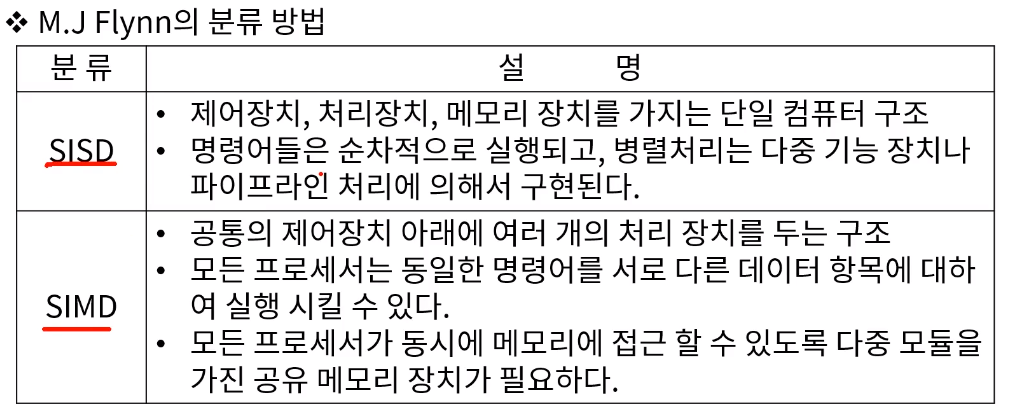 ❖ M.J Flynn의 분류 방법
분 류 설 명
SISD
• 제어장치, 처리장치, 메모리 장치를 가지는 단일 컴퓨터 구조
• 명령어들은 순차적으로 실행되고, 병렬처리는 다중 기능 장치나
파이프라인 처리에 의해서 구현된다.
SIMD
• 공통의 제어장치 아래에 여러 개의 처리 장치를 두는 구조
• 모든 프로세서는 동일한 명령어를 서로 다른 데이터 항목에 대하
여 실행 시킬 수 있다.
• 모든 프로세서가 동시에 메모리에 접근 할 수 있도록 다중 모듈을
가진 공유 메모리 장치가 필요하다.